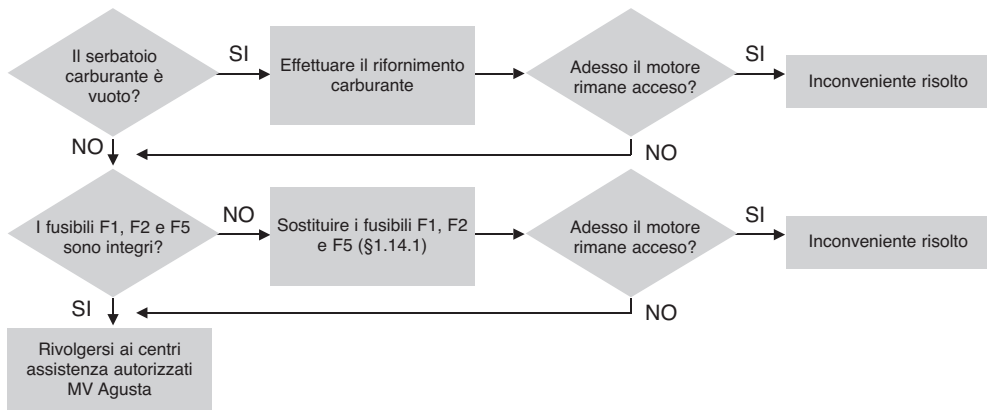 Il serbatoio
carburante è
vuoto?
SI
Effettuare il rifornimento
carburante
Adesso il motore
rimane acceso?
SI
Inconveniente risolto
NO
NO
I fusibili F1, F2 e F5
sono integri?
NO
Sostituire i fusibili F1, F2
e F5 (§1.14.1)
Adesso il motore
rimane acceso?
SI
Inconveniente risolto
SI
NO
Rivolgersi ai centri
assistenza autorizzati
MV Agusta